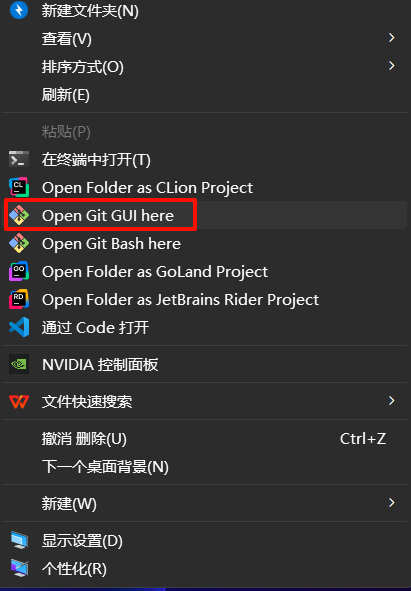 新建文件夹(N)
查看(V)
排序方式(O)
刷新(E)
粘贴(P)
在终端中打开(T)
CL Open Folder as CLion Project
Open Git GUI here
Open Git Bash here
GO Open Folder as GoLand Project
RD Open Folder as JetBrains Rider Project
通过 Code 打开
NVIDIA 控制面板
文件快速搜索
撤消 删除(U) Ctrl+Z
下一个桌面背景(N)
新建(W)
显示设置(D)
个性化(R)